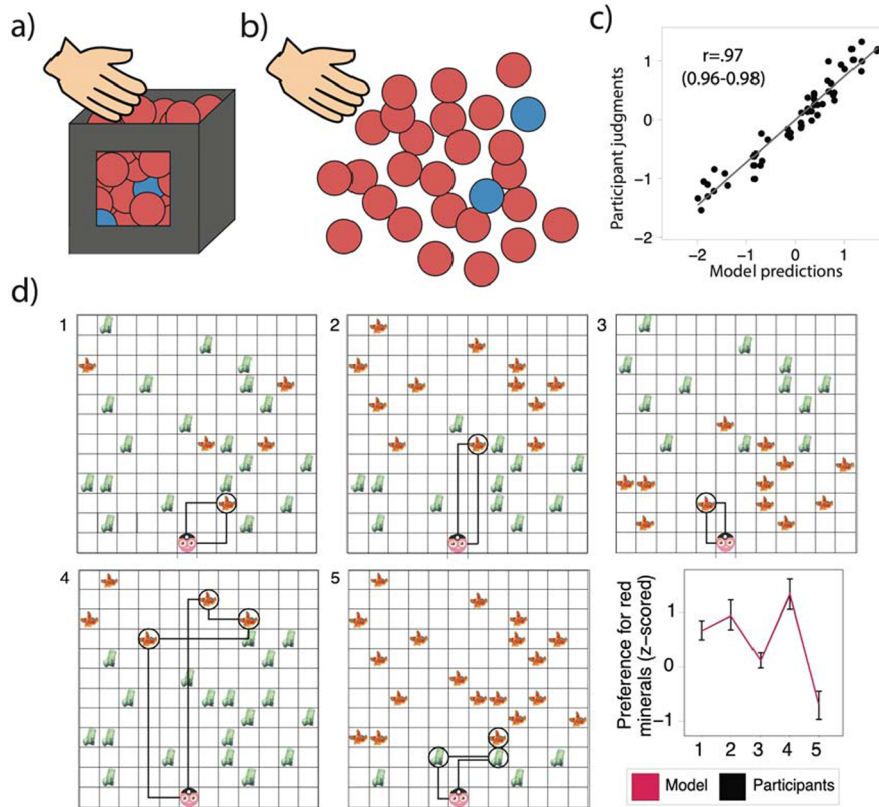 a)
b)
c)
r=.97
(0.96-0.98)
Participant judgments
1
0
−1
−2
−2
−1
0
1
Model predictions
d)
1
2
3
4
5
Preference for red
minerals (z-scored)
1
0
−1
1
2
3
4
5
Model
Participants